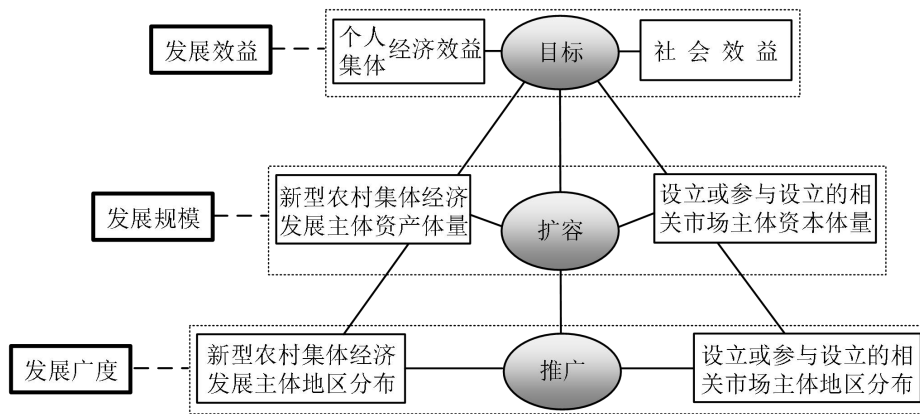 发展效益
个人
集体
经济效益
目标
社会效益
发展规模
新型农村集体经济
发展主体资产体量
扩容
设立或参与设立的相
关市场主体资本体量
发展广度
新型农村集体经济
发展主体地区分布
推广
设立或参与设立的相
关市场主体地区分布